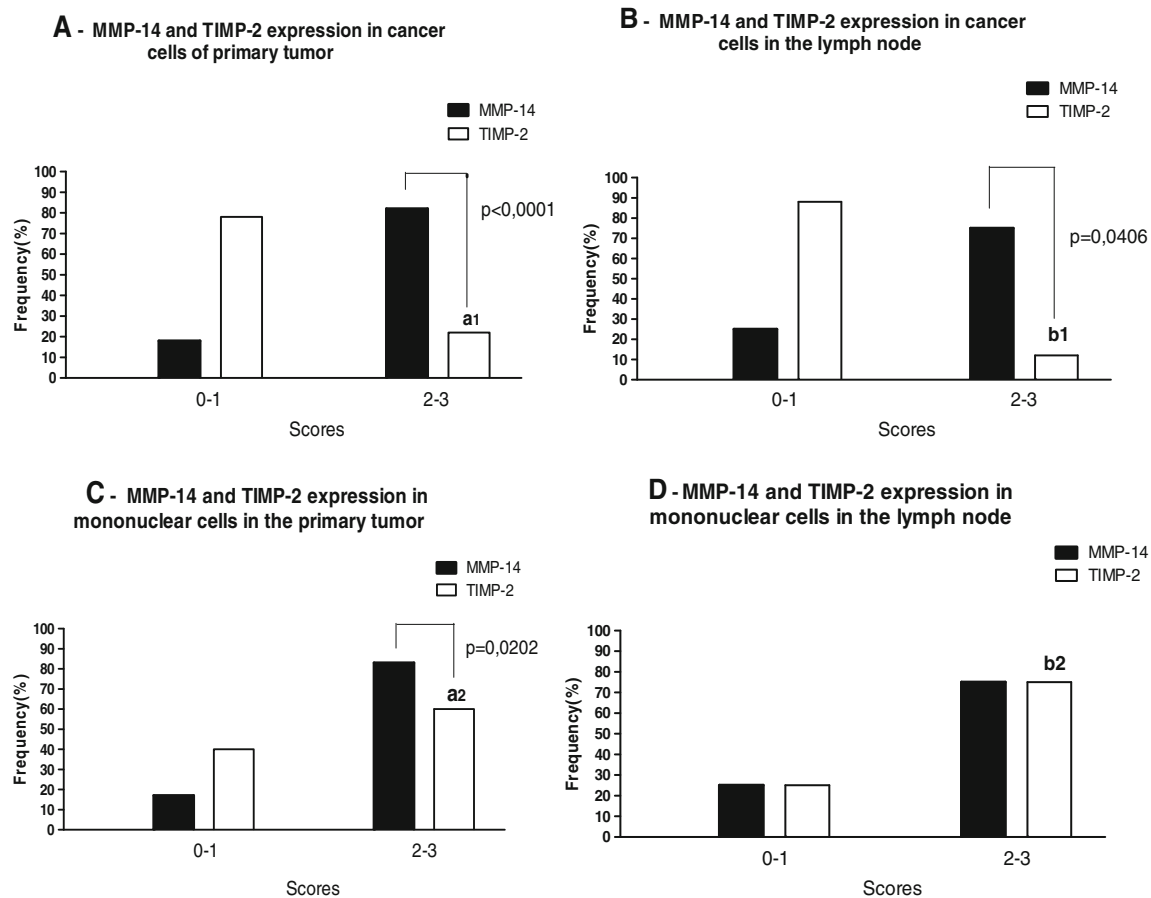 A - MMP-14 and TIMP-2 expression in cancer
cells of primary tumor
MMP-14
TIMP-2
100
90
80
70
60
50
40
30
20
10
0
Frequency(%)
p<0,0001
a1
0-1
2-3
Scores
B - MMP-14 and TIMP-2 expression in cancer
cells in the lymph node
MMP-14
TIMP-2
100
90
80
70
60
50
40
30
20
10
0
Frequency(%)
p=0,0406
b1
0-1
2-3
Scores
C - MMP-14 and TIMP-2 expression in
mononuclear cells in the primary tumor
MMP-14
TIMP-2
100
90
80
70
60
50
40
30
20
10
0
Frequency(%)
p=0,0202
a2
0-1
2-3
Scores
D - MMP-14 and TIMP-2 expression in
mononuclear cells in the lymph node
MMP-14
TIMP-2
100
90
80
70
60
50
40
30
20
10
0
Frequency(%)
b2
0-1
2-3
Scores